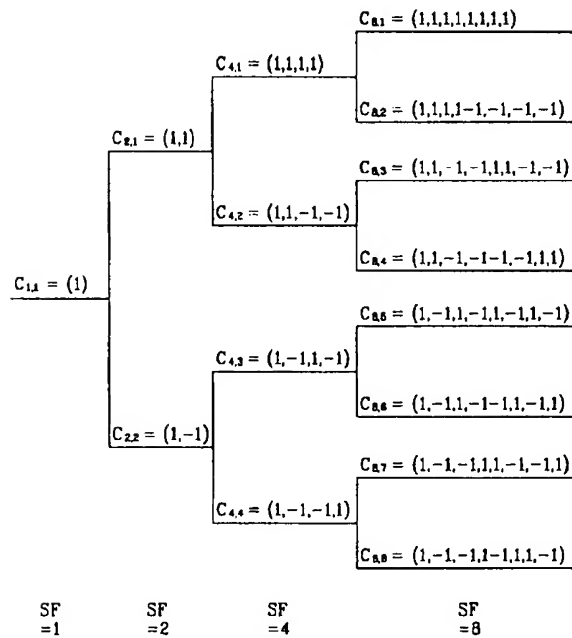 C8,1 = (1,1,1,1,1,1,1,1)
C4,1 = (1,1,1,1)
C8,2 = (1,1,1,1-1,-1,-1,-1)
C2,1 = (1,1)
C8,3 = (1,1,-1,-1,1,1,-1,-1)
C4,2 = (1,1,-1,-1)
C8,4 = (1,1,-1,-1-1,-1,1,1)
C1,1 = (1)
C8,5 = (1,-1,1,-1,1,-1,1,-1)
C4,3 = (1,-1,1,-1)
C8,6 = (1,-1,1,-1-1,1,-1,1)
C2,2 = (1,-1)
C8,7 = (1,-1,-1,1,1,-1,-1,1)
C4,4 = (1,-1,-1,1)
C8,8 = (1,-1,-1,1-1,1,1,-1)
SF SF SF SF
=1 =2 =4 =8